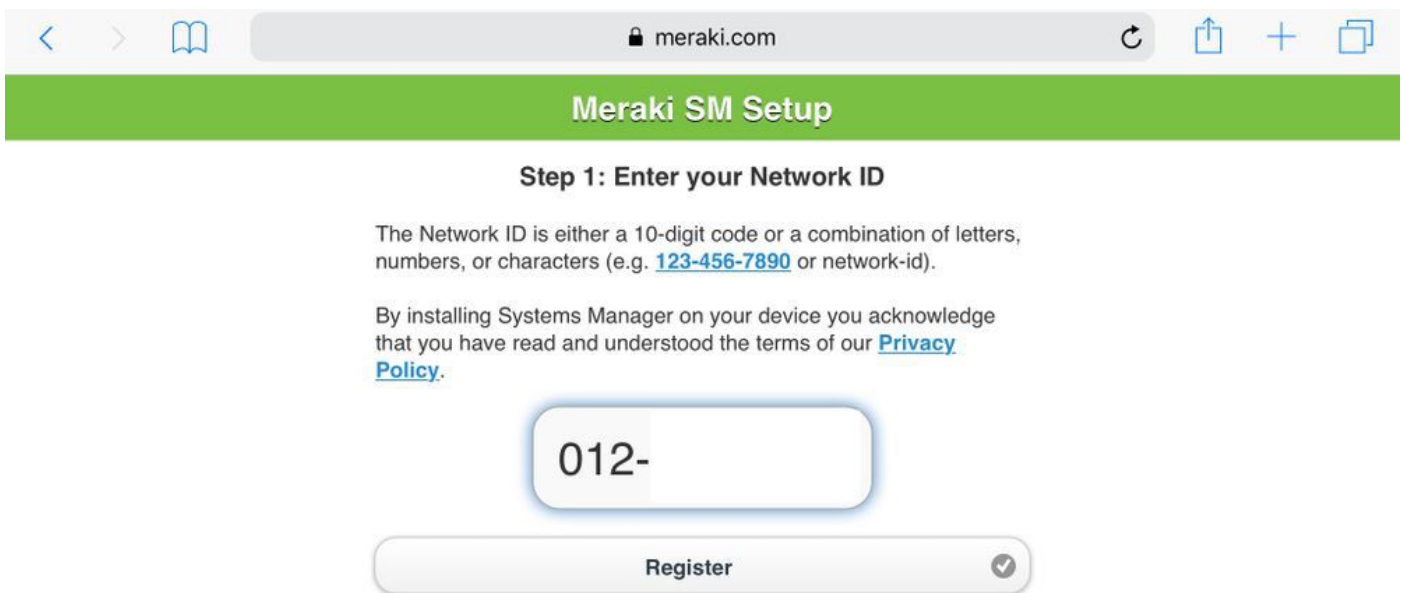 meraki.com
Meraki SM Setup
Step 1: Enter your Network ID
The Network ID is either a 10-digit code or a combination of letters,
numbers, or characters (e.g. 123-456-7890 or network-id).
By installing Systems Manager on your device you acknowledge
that you have read and understood the terms of our Privacy
Policy.
012-
Register